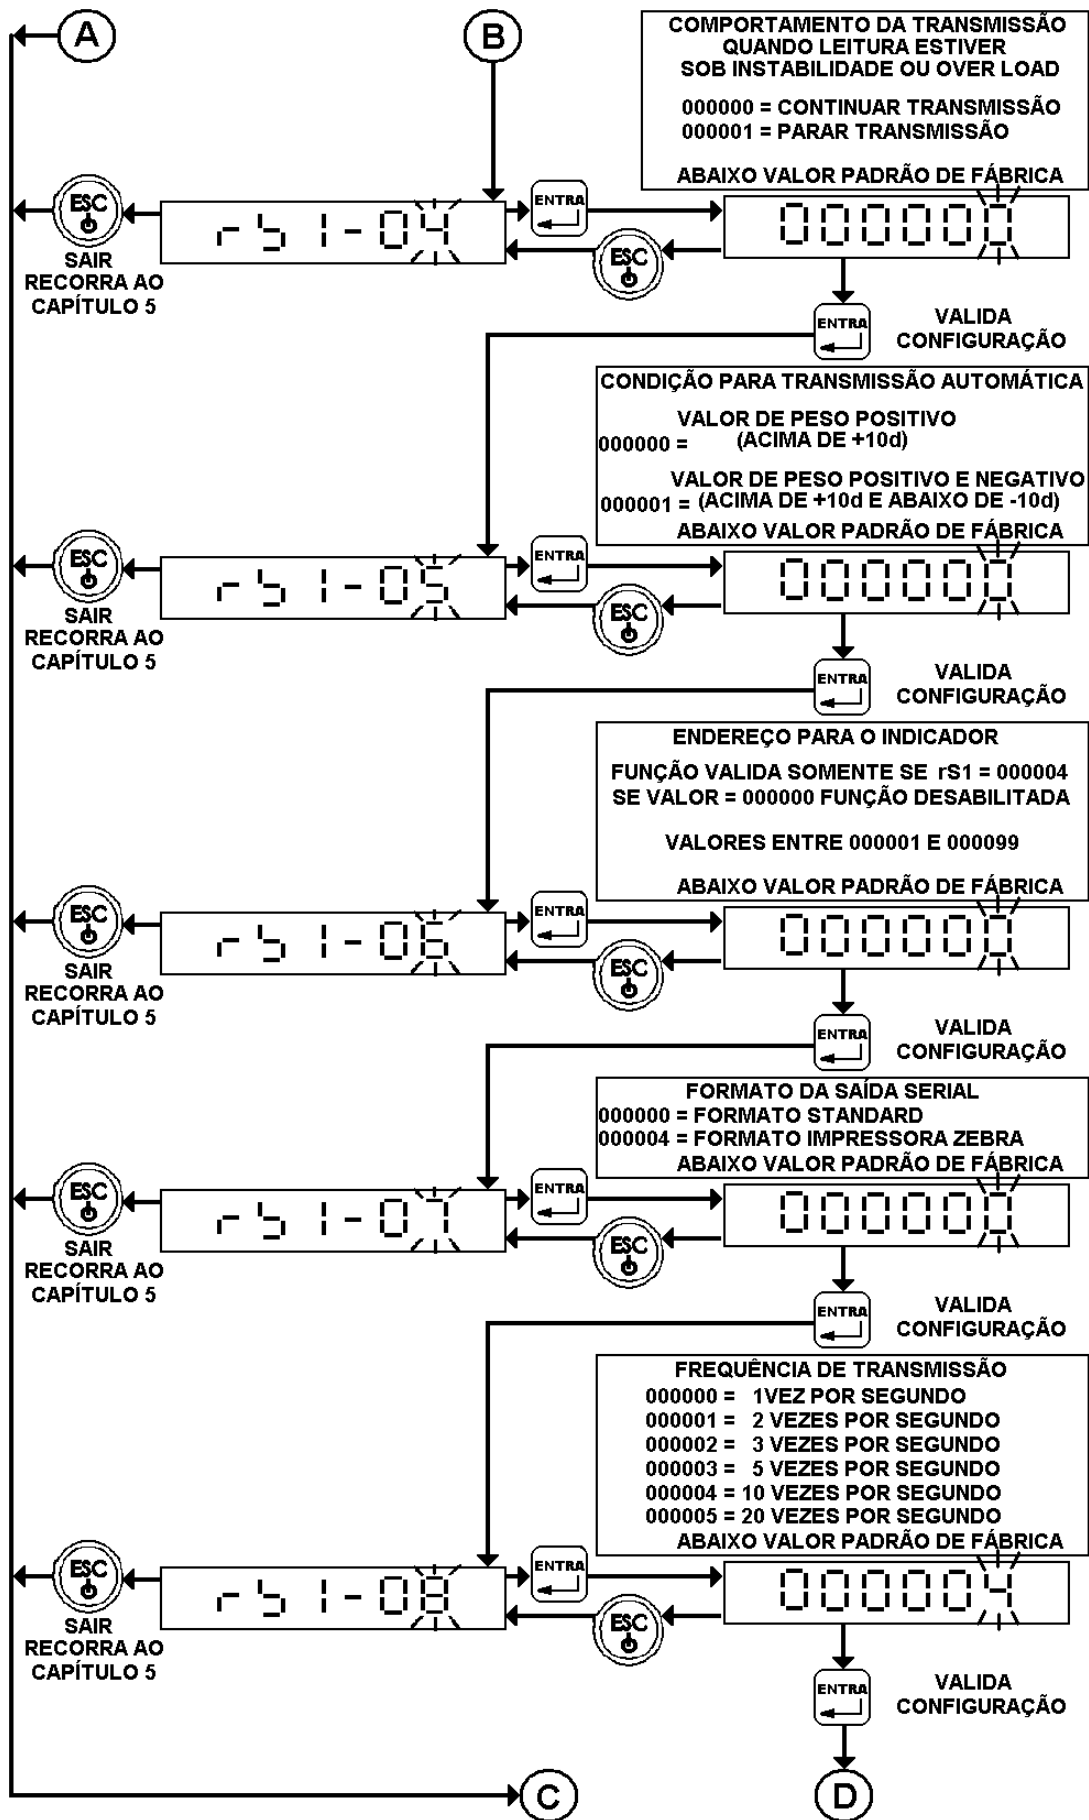 A
B
COMPORTAMENTO DA TRANSMISSÃO
QUANDO LEITURA ESTIVER
SOB INSTABILIDADE OU OVER LOAD
000000 = CONTINUAR TRANSMISSÃO
000001 = PARAR TRANSMISSÃO
ABAIXO VALOR PADRÃO DE FÁBRICA
ESC
rS1-04
ENTRA
000000
ESC
SAIR
RECORRA AO
CAPÍTULO 5
ENTRA
VALIDA
CONFIGURAÇÃO
CONDIÇÃO PARA TRANSMISSÃO AUTOMÁTICA
VALOR DE PESO POSITIVO
000000 = (ACIMA DE +10d)
VALOR DE PESO POSITIVO E NEGATIVO
000001 = (ACIMA DE +10d E ABAIXO DE -10d)
ABAIXO VALOR PADRÃO DE FÁBRICA
ESC
rS1-05
ENTRA
000000
ESC
SAIR
RECORRA AO
CAPÍTULO 5
ENTRA
VALIDA
CONFIGURAÇÃO
ENDEREÇO PARA O INDICADOR
FUNÇÃO VALIDA SOMENTE SE rS1 = 000004
SE VALOR = 000000 FUNÇÃO DESABILITADA
VALORES ENTRE 000001 E 000099
ABAIXO VALOR PADRÃO DE FÁBRICA
ESC
rS1-06
ENTRA
000000
ESC
SAIR
RECORRA AO
CAPÍTULO 5
ENTRA
VALIDA
CONFIGURAÇÃO
FORMATO DA SAÍDA SERIAL
000000 = FORMATO STANDARD
000004 = FORMATO IMPRESSORA ZEBRA
ABAIXO VALOR PADRÃO DE FÁBRICA
ESC
rS1-07
ENTRA
000000
ESC
SAIR
RECORRA AO
CAPÍTULO 5
ENTRA
VALIDA
CONFIGURAÇÃO
FREQUÊNCIA DE TRANSMISSÃO
000000 = 1VEZ POR SEGUNDO
000001 = 2 VEZES POR SEGUNDO
000002 = 3 VEZES POR SEGUNDO
000003 = 5 VEZES POR SEGUNDO
000004 = 10 VEZES POR SEGUNDO
000005 = 20 VEZES POR SEGUNDO
ABAIXO VALOR PADRÃO DE FÁBRICA
ESC
rS1-08
ENTRA
000004
ESC
SAIR
RECORRA AO
CAPÍTULO 5
ENTRA
VALIDA
CONFIGURAÇÃO
C
D